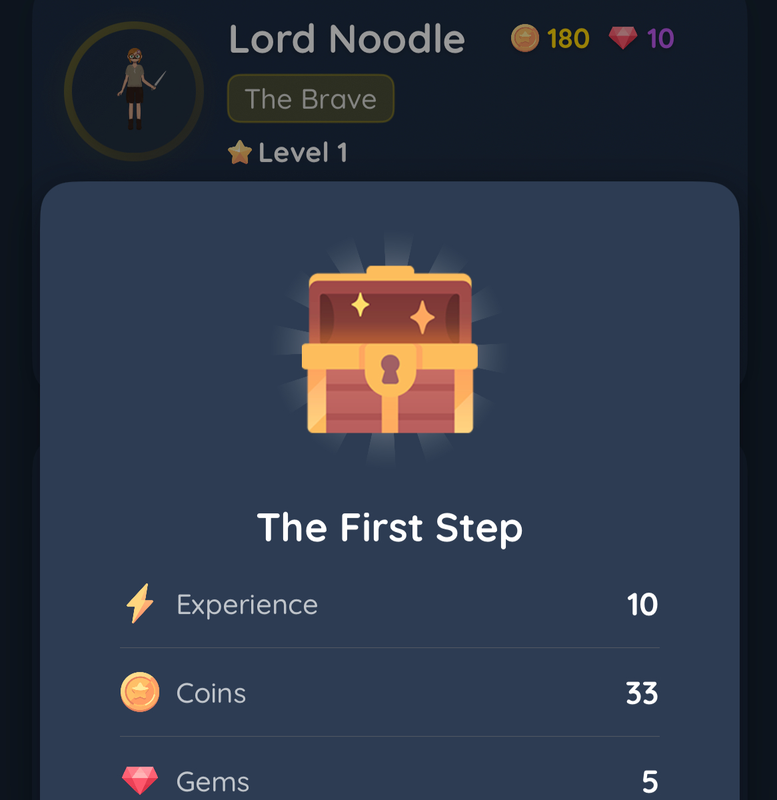 Lord Noodle 180 10
The Brave
Level 1
The First Step
Experience 10
Coins 33
Gems 5